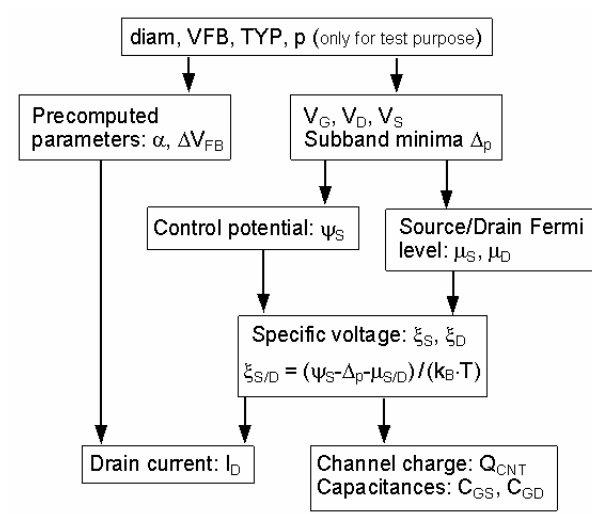 diam, VFB, TYP, p (only for test purpose)
Precomputed
parameters: α, ΔV_FB
V_G, V_D, V_S
Subband minima Δ_p
Control potential: ψ_S
Source/Drain Fermi
level: μ_S, μ_D
Specific voltage: ξ_S, ξ_D
ξ_S/D = (ψ_S-Δ_p-μ_S/D)/(k_B·T)
Drain current: I_D
Channel charge: Q_CNT
Capacitances: C_GS, C_GD